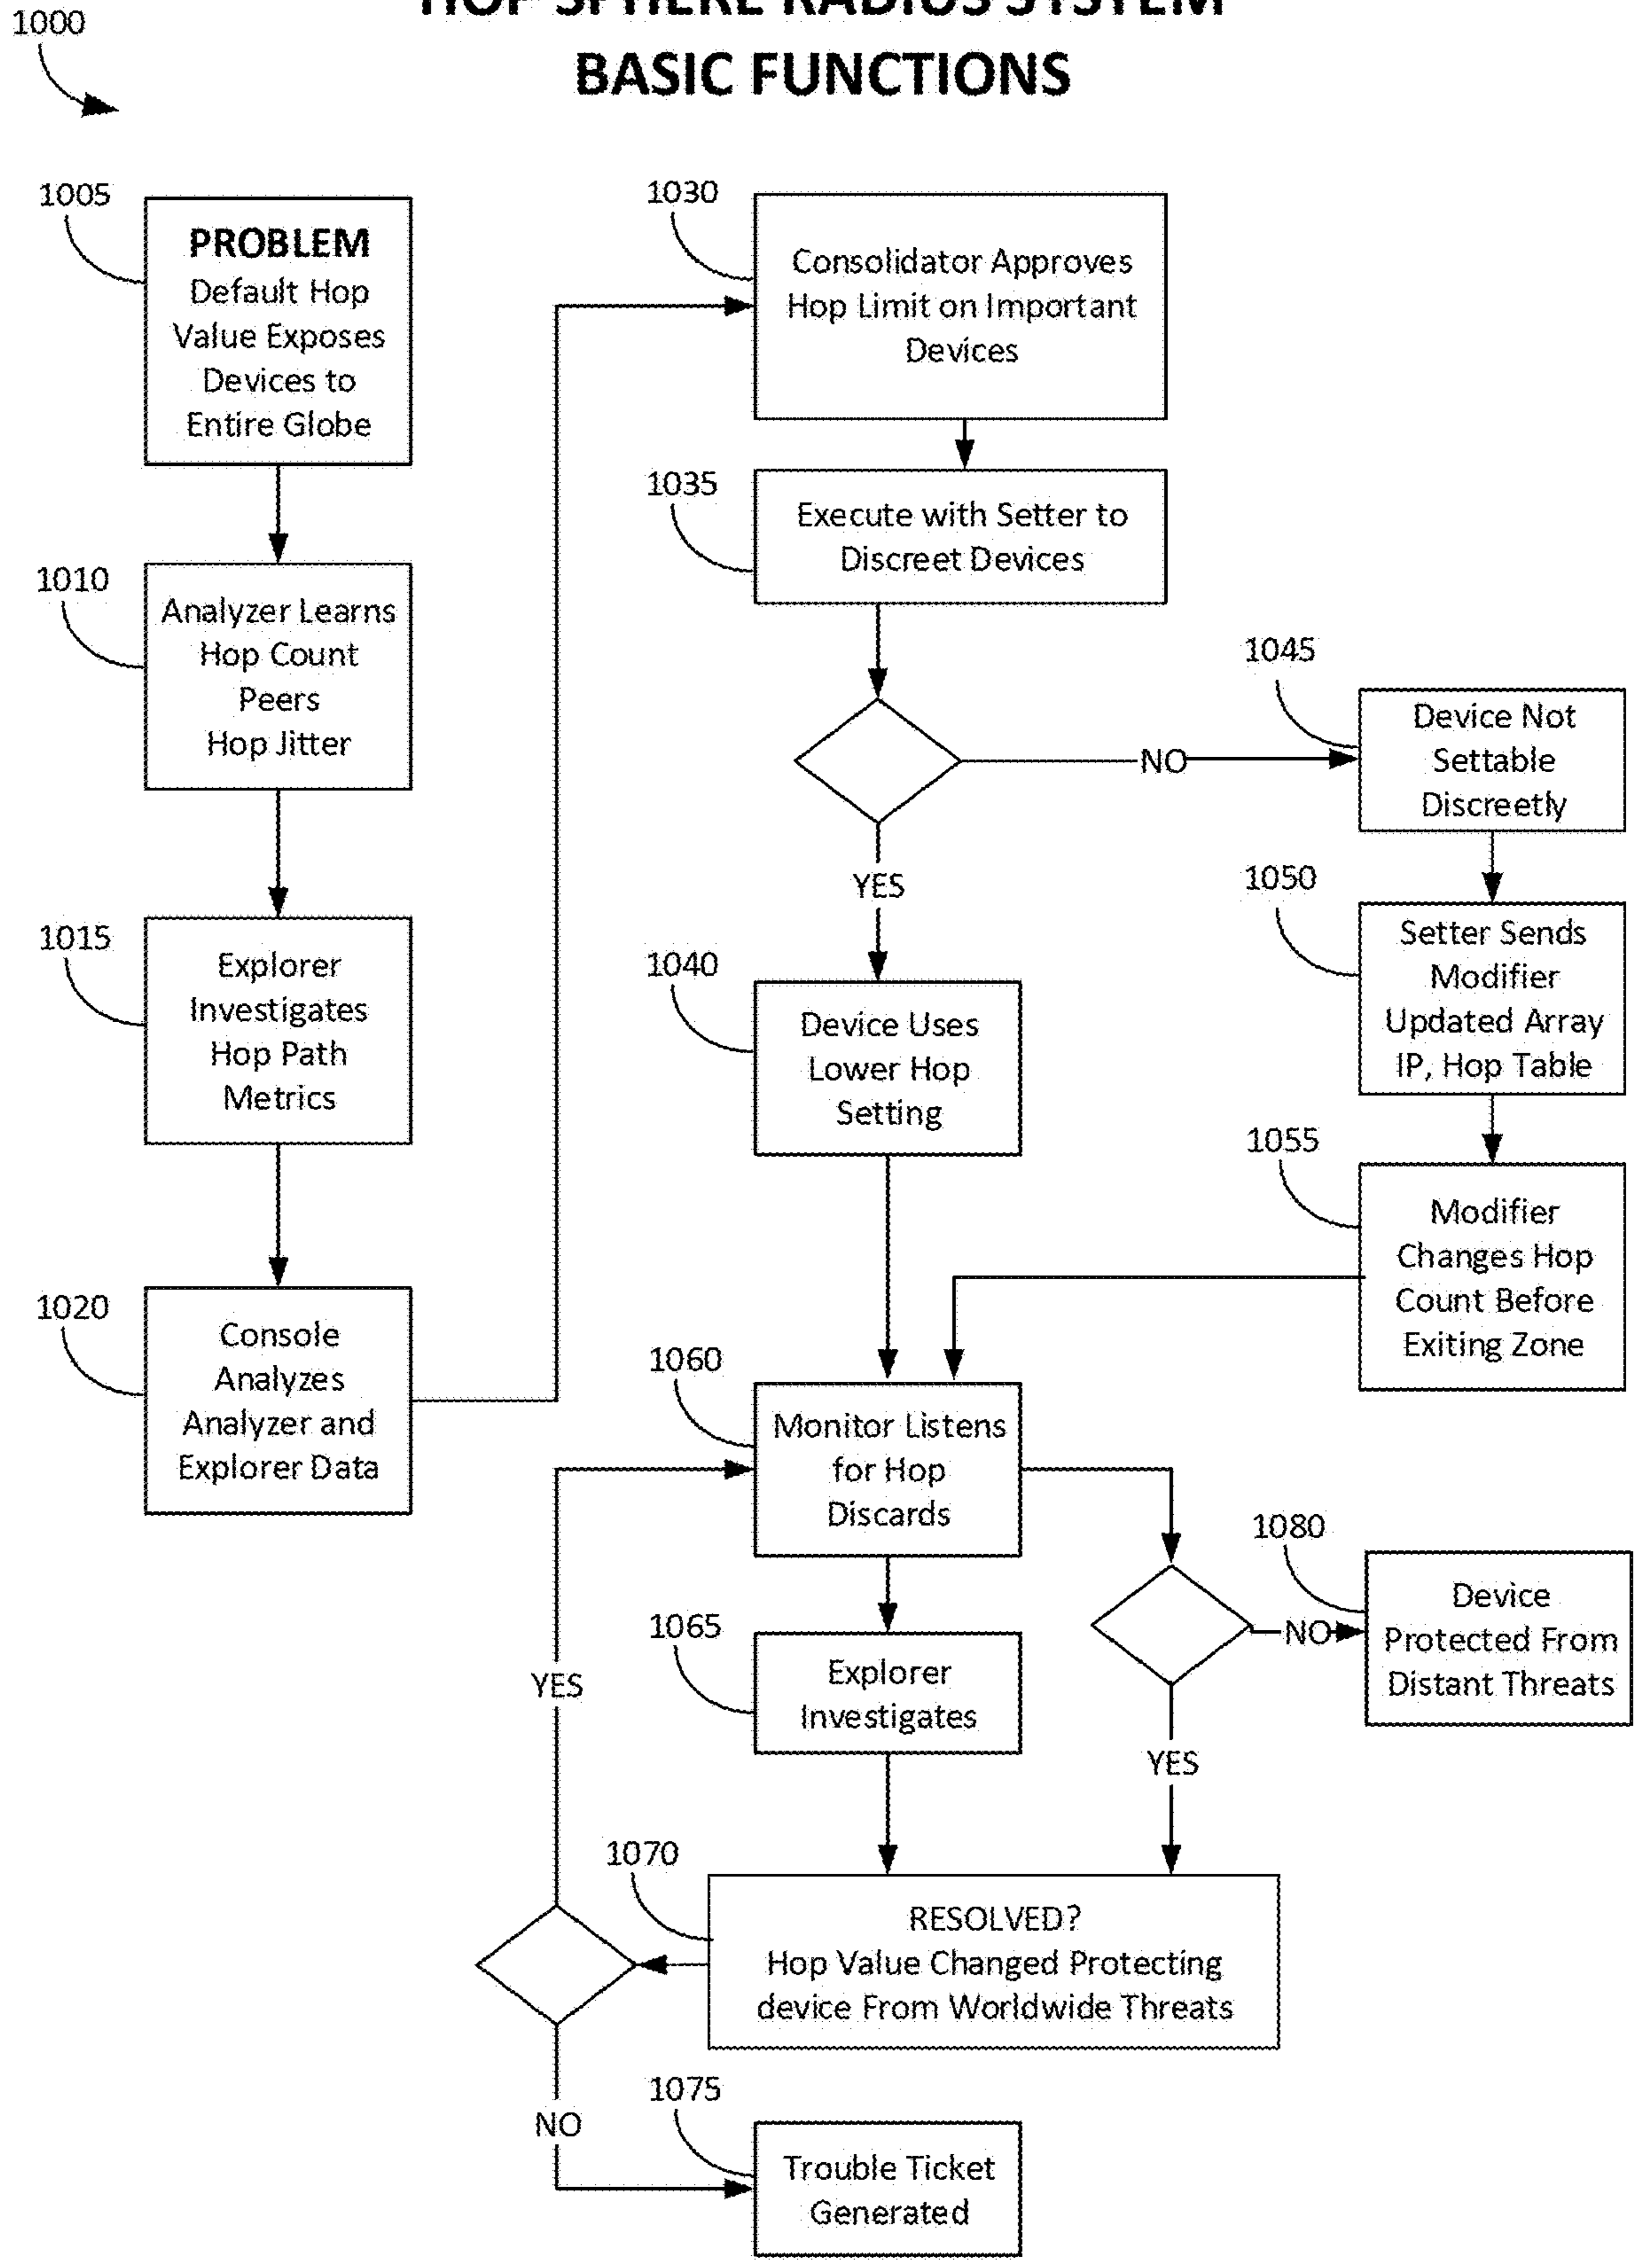 HOP SPHERE RADIUS SYSTEM
BASIC FUNCTIONS
1000
1005
PROBLEM
Default Hop
Value Exposes
Devices to
Entire Globe
1010
Analyzer Learns
Hop Count
Peers
Hop Jitter
1015
Explorer
Investigates
Hop Path
Metrics
1020
Console
Analyzes
Analyzer and
Explorer Data
1030
Consolidator Approves
Hop Limit on Important
Devices
1035
Execute with Setter to
Discreet Devices
NO
YES
1045
Device Not
Settable
Discreetly
1050
Setter Sends
Modifier
Updated Array
IP, Hop Table
1055
Modifier
Changes Hop
Count Before
Exiting Zone
1040
Device Uses
Lower Hop
Setting
1060
Monitor Listens
for Hop
Discards
1065
Explorer
Investigates
NO
1080
Device
Protected From
Distant Threats
YES
YES
1070
RESOLVED?
Hop Value Changed Protecting
device From Worldwide Threats
NO
1075
Trouble Ticket
Generated